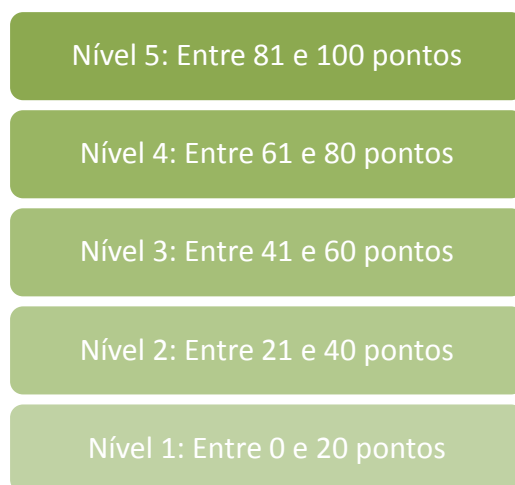 Nível 5: Entre 81 e 100 pontos
Nível 4: Entre 61 e 80 pontos
Nível 3: Entre 41 e 60 pontos
Nível 2: Entre 21 e 40 pontos
Nível 1: Entre 0 e 20 pontos